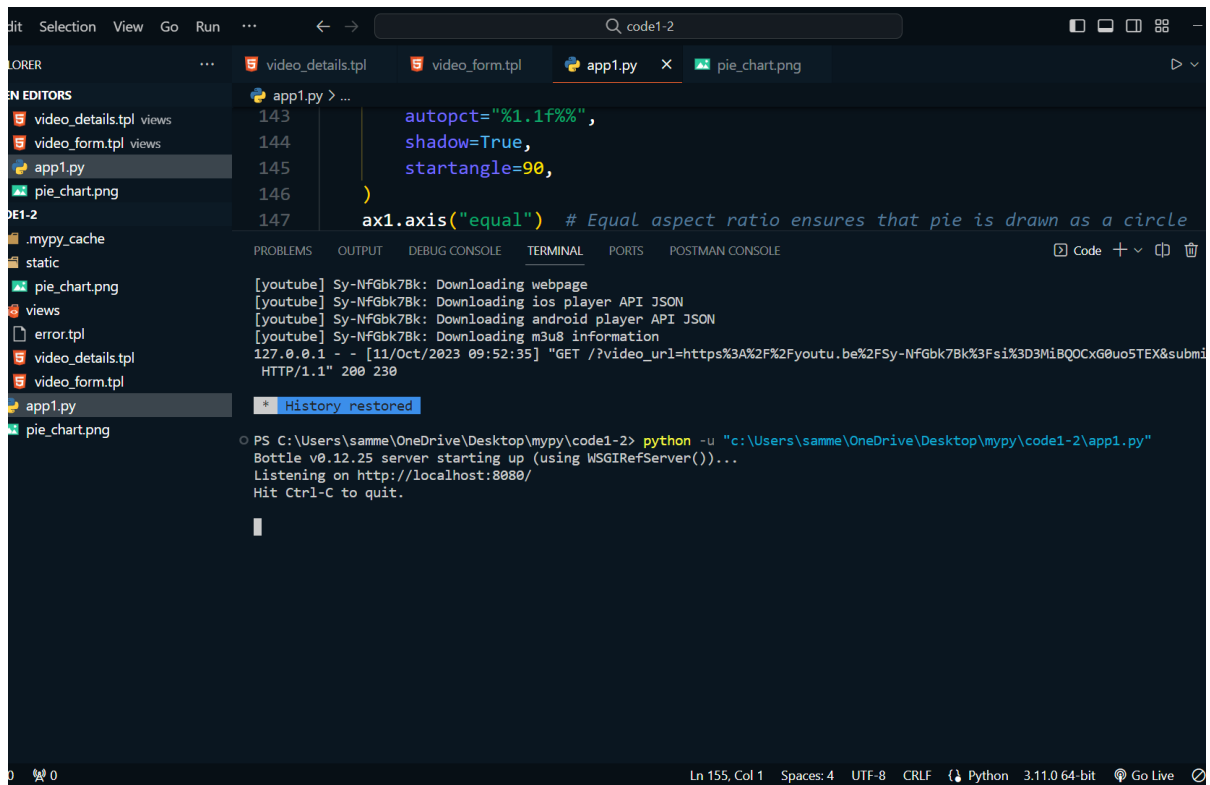 Selection View Go Run ··· ← → code1-2
video_details.tpl video_form.tpl app1.py × pie_chart.png
app1.py > ...
video_details.tpl views
video_form.tpl views
app1.py
pie_chart.png
.mypy_cache
static
pie_chart.png
views
error.tpl
video_details.tpl
video_form.tpl
app1.py
pie_chart.png
143 autopct="%1.1f%%",
144 shadow=True,
145 startangle=90,
146 )
147 ax1.axis("equal") # Equal aspect ratio ensures that pie is drawn as a circle
PROBLEMS OUTPUT DEBUG CONSOLE TERMINAL PORTS POSTMAN CONSOLE Code
[youtube] Sy-NfGbk7Bk: Downloading webpage
[youtube] Sy-NfGbk7Bk: Downloading ios player API JSON
[youtube] Sy-NfGbk7Bk: Downloading android player API JSON
[youtube] Sy-NfGbk7Bk: Downloading m3u8 information
127.0.0.1 - - [11/Oct/2023 09:52:35] "GET /?video_url=https%3A%2F%2Fyoutu.be%2FSy-NfGbk7Bk%3Fsi%3D3MiBQOCxG0uo5TEX&submi
HTTP/1.1" 200 230
* History restored
PS C:\Users\samme\OneDrive\Desktop\mypy\code1-2> python -u "c:\Users\samme\OneDrive\Desktop\mypy\code1-2\app1.py"
Bottle v0.12.25 server starting up (using WSGIRefServer())...
Listening on http://localhost:8080/
Hit Ctrl-C to quit.
0 Ln 155, Col 1 Spaces: 4 UTF-8 CRLF Python 3.11.0 64-bit Go Live